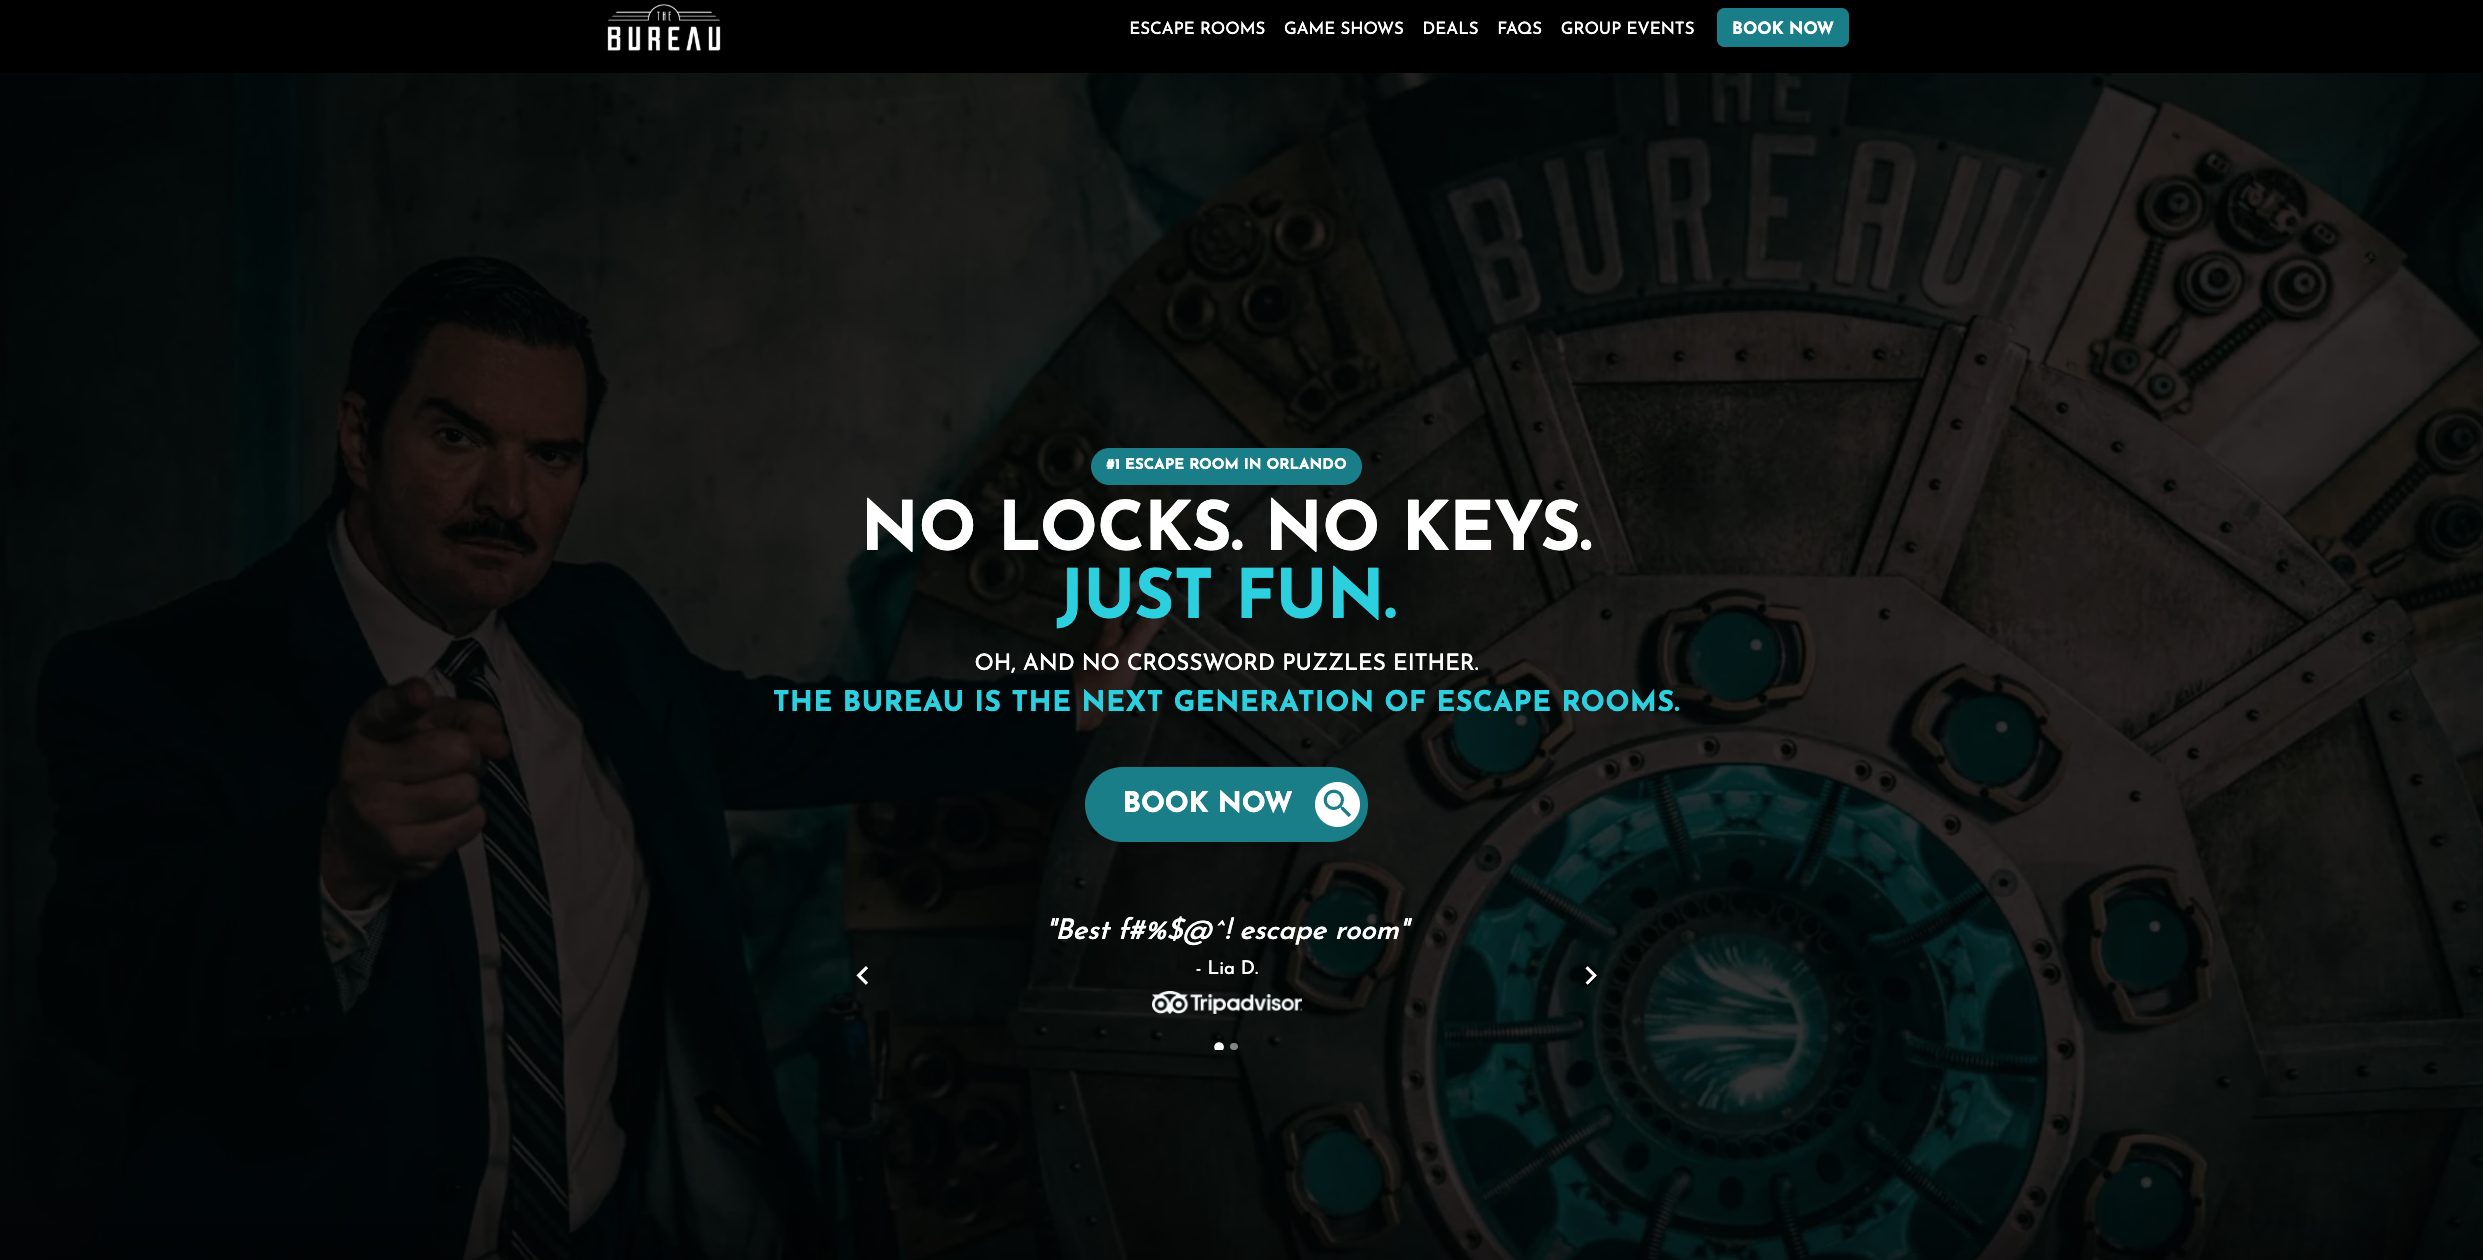 THE
BUREAU
ESCAPE ROOMS GAME SHOWS DEALS FAQS GROUP EVENTS BOOK NOW
THE
BUREAU
#1 ESCAPE ROOM IN ORLANDO
NO LOCKS. NO KEYS.
JUST FUN.
OH, AND NO CROSSWORD PUZZLES EITHER.
THE BUREAU IS THE NEXT GENERATION OF ESCAPE ROOMS.
BOOK NOW
"Best f#%$@^! escape room"
- Lia D.
Tripadvisor